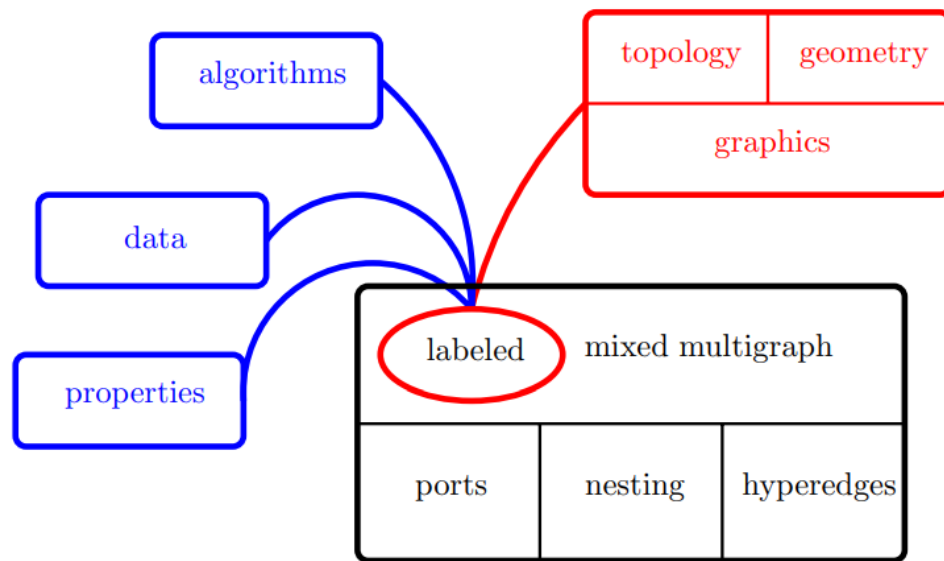 algorithms
topology geometry
graphics
data
properties
labeled mixed multigraph
ports nesting hyperedges